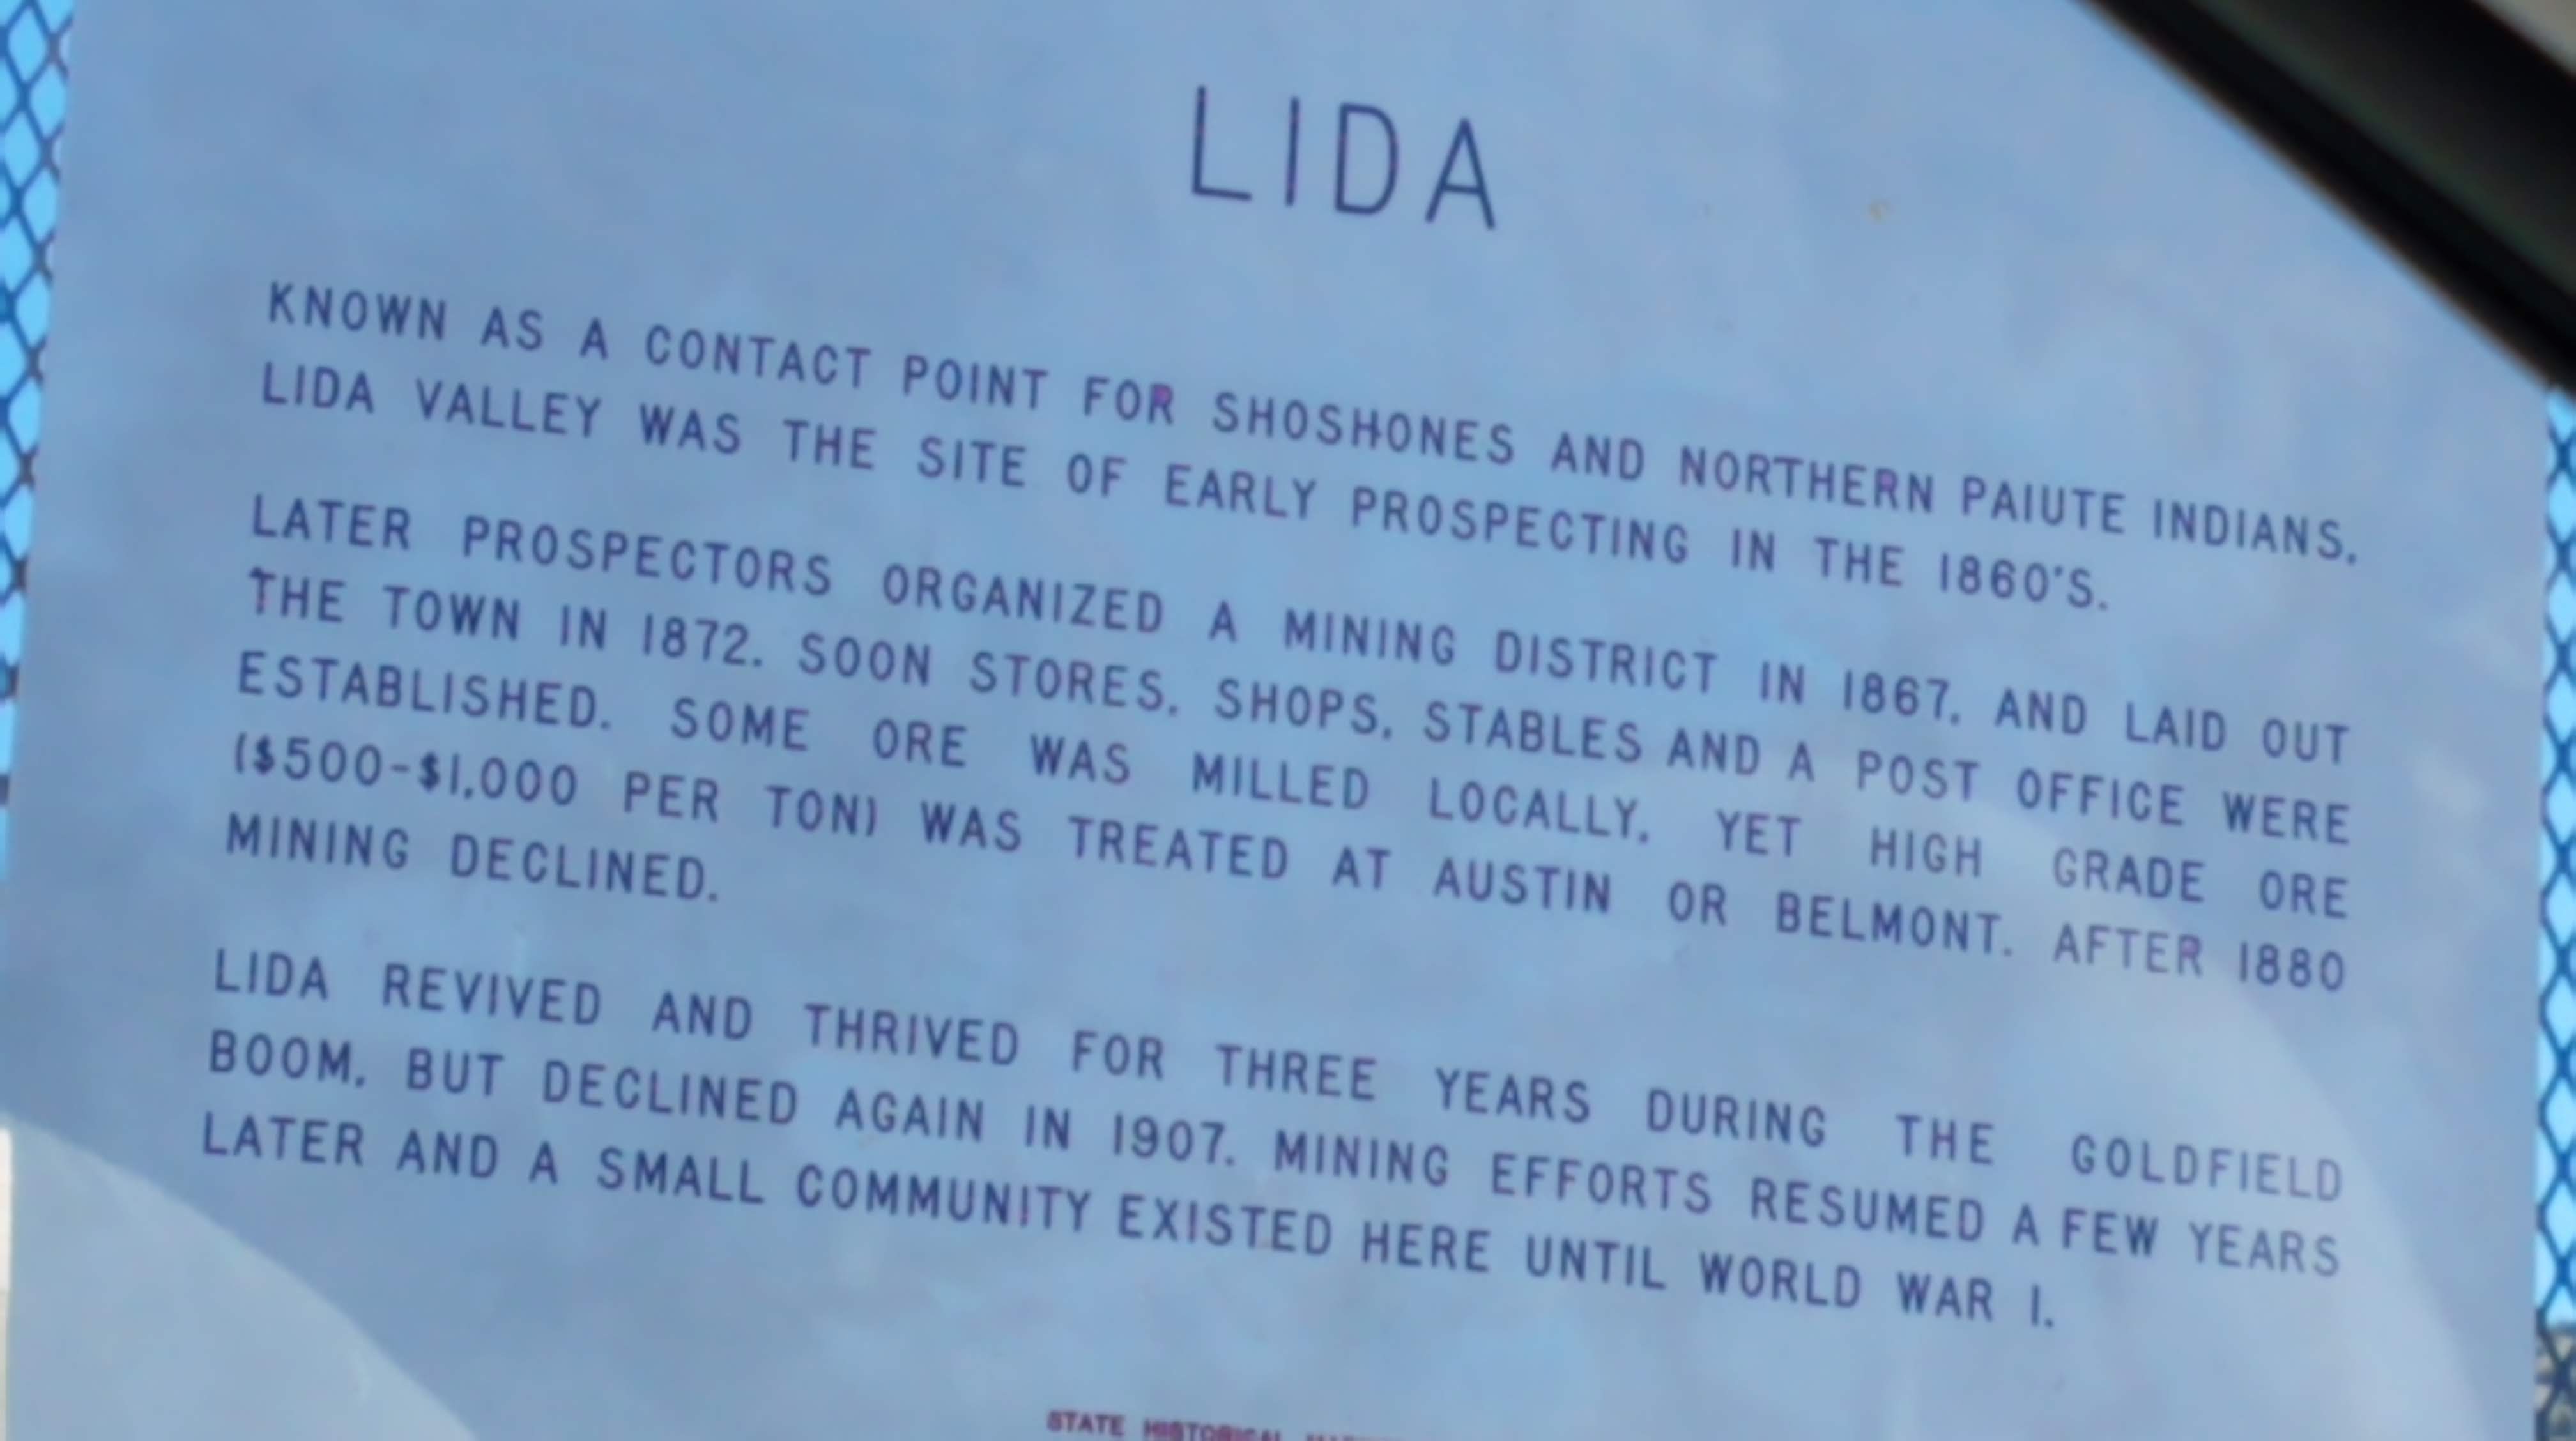 LIDA
KNOWN AS A CONTACT POINT FOR SHOSHONES AND NORTHERN PAIUTE INDIANS,
LIDA VALLEY WAS THE SITE OF EARLY PROSPECTING IN THE 1860'S.
LATER PROSPECTORS ORGANIZED A MINING DISTRICT IN 1867, AND LAID OUT
THE TOWN IN 1872. SOON STORES, SHOPS, STABLES AND A POST OFFICE WERE
ESTABLISHED. SOME ORE WAS MILLED LOCALLY, YET HIGH GRADE ORE
($500-$1,000 PER TON) WAS TREATED AT AUSTIN OR BELMONT. AFTER 1880
MINING DECLINED.
LIDA REVIVED AND THRIVED FOR THREE YEARS DURING THE GOLDFIELD
BOOM, BUT DECLINED AGAIN IN 1907. MINING EFFORTS RESUMED A FEW YEARS
LATER AND A SMALL COMMUNITY EXISTED HERE UNTIL WORLD WAR I.
STATE HISTORICAL